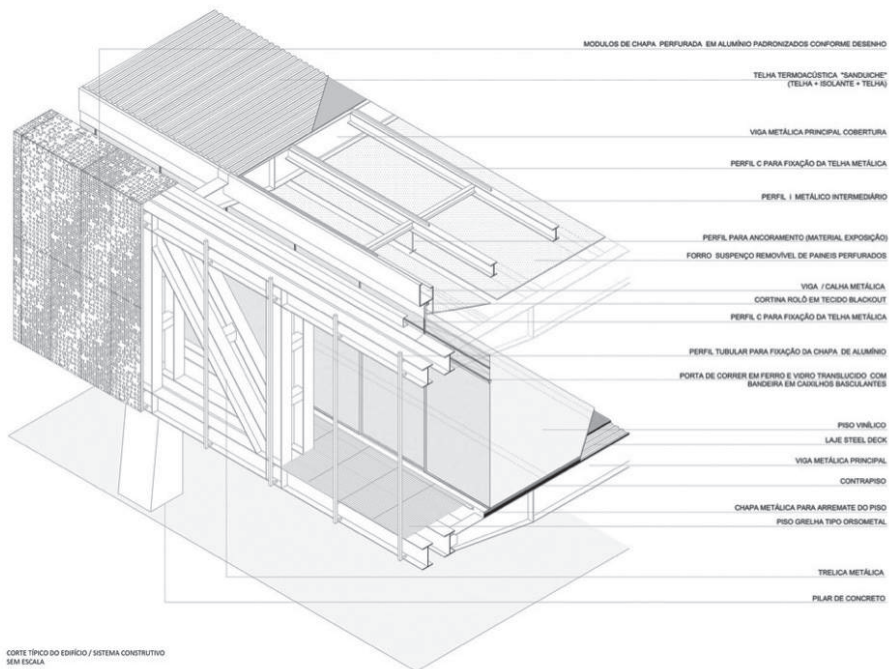 MODULOS DE CHAPA PERFURADA EM ALUMÍNIO PADRONIZADOS CONFORME DESENHO
TELHA TERMOACÚSTICA "SANDUICHE"
(TELHA + ISOLANTE + TELHA)
VIGA METÁLICA PRINCIPAL COBERTURA
PERFIL C PARA FIXAÇÃO DA TELHA METÁLICA
PERFIL I METÁLICO INTERMEDIÁRIO
PERFIL PARA ANCORAMENTO (MATERIAL EXPOSIÇÃO)
FORRO SUSPENÇO REMOVÍVEL DE PAINEIS PERFURADOS
VIGA / CALHA METÁLICA
CORTINA ROLÔ EM TECIDO BLACKOUT
PERFIL C PARA FIXAÇÃO DA TELHA METÁLICA
PERFIL TUBULAR PARA FIXAÇÃO DA CHAPA DE ALUMÍNIO
PORTA DE CORRER EM FERRO E VIDRO TRANSLUCIDO COM
BANDEIRA EM CAIXILHOS BASCULANTES
PISO VINÍLICO
LAJE STEEL DECK
VIGA METÁLICA PRINCIPAL
CONTRAPISO
CHAPA METÁLICA PARA ARREMATE DO PISO
PISO GRELHA TIPO ORSOMETAL
TRELICA METÁLICA
PILAR DE CONCRETO
CORTE TÍPICO DO EDIFÍCIO / SISTEMA CONSTRUTIVO
SEM ESCALA